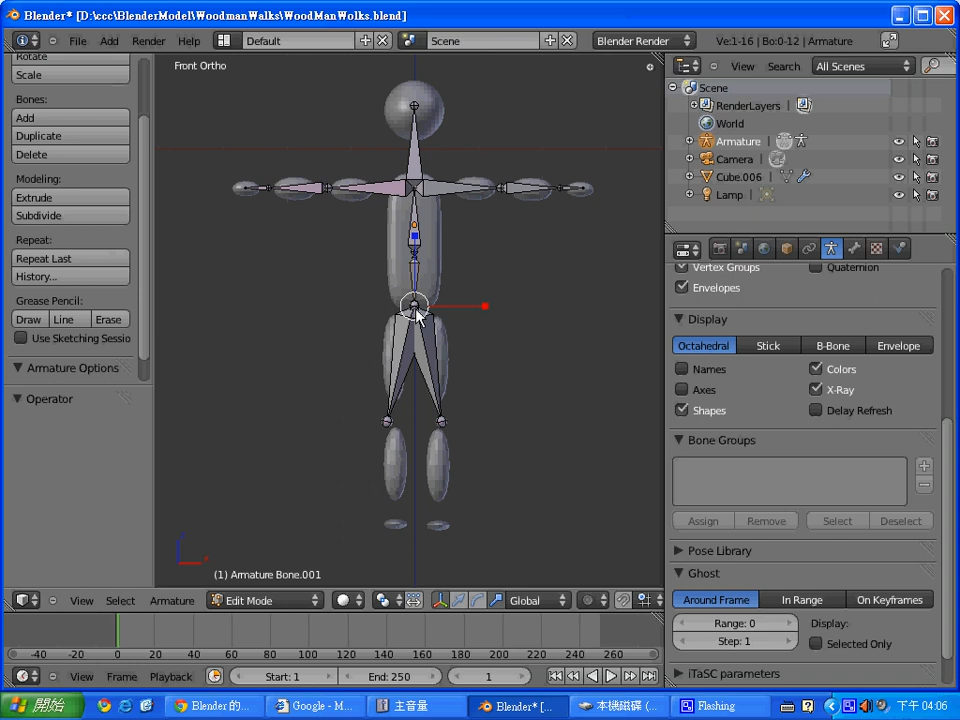 Blender* [D:\ccc\BlenderModel\WoodmanWalks\WoodManWolks.blend]
File Add Render Help Default Scene Blender Render Ve:1-16 | Bo:0-12 | Armature
Rotate
Scale
Bones:
Add
Duplicate
Delete
Modeling:
Extrude
Subdivide
Repeat:
Repeat Last
History...
Grease Pencil:
Draw Line Erase
Use Sketching Sessio
Armature Options
Operator
Front Ortho
(1) Armature Bone.001
View Select Armature Edit Mode Global
-40 -20 0 20 40 60 80 100 120 140 160 180 200 220 240 260
View Frame Playback Start: 1 End: 250 1
View Search All Scenes
Scene
RenderLayers
World
Armature
Camera
Cube.006
Lamp
Vertex Groups Quaternion
Envelopes
Display
Octahedral Stick B-Bone Envelope
Names Colors
Axes X-Ray
Shapes Delay Refresh
Bone Groups
Assign Remove Select Deselect
Pose Library
Ghost
Around Frame In Range On Keyframes
Range: 0 Display:
Step: 1 Selected Only
iTaSC parameters
開始 Blender 的... Google - M... 主音量 Blender* [... 本機磁碟 (... Flashing 下午 04:06